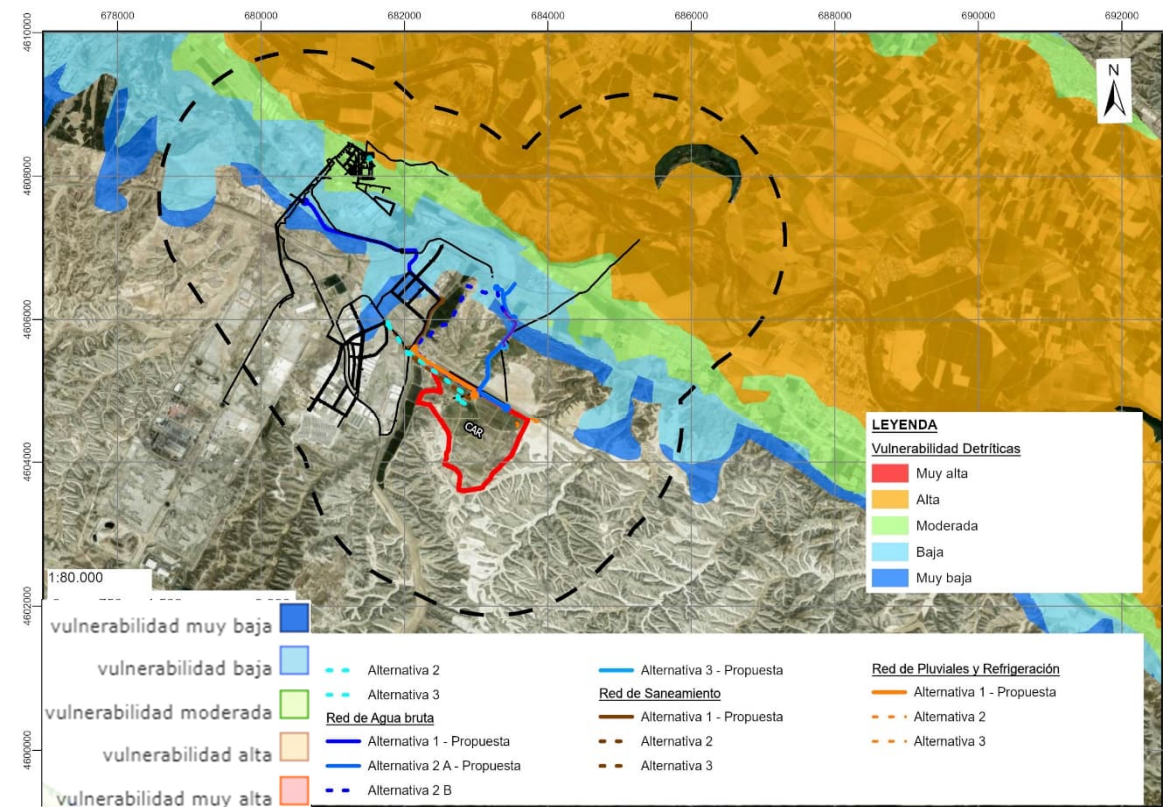 678000 680000 682000 684000 686000 688000 690000 692000
4610000
4608000
4606000
4604000
4602000
4600000
N
CAR
LEYENDA
Vulnerabilidad Detríticas
Muy alta
Alta
Moderada
Baja
Muy baja
1:80.000
vulnerabilidad muy baja
vulnerabilidad baja
vulnerabilidad moderada
vulnerabilidad alta
vulnerabilidad muy alta
Alternativa 2
Alternativa 3
Red de Agua bruta
Alternativa 1 - Propuesta
Alternativa 2 A - Propuesta
Alternativa 2 B
Alternativa 3 - Propuesta
Red de Saneamiento
Alternativa 1 - Propuesta
Alternativa 2
Alternativa 3
Red de Pluviales y Refrigeración
Alternativa 1 - Propuesta
Alternativa 2
Alternativa 3